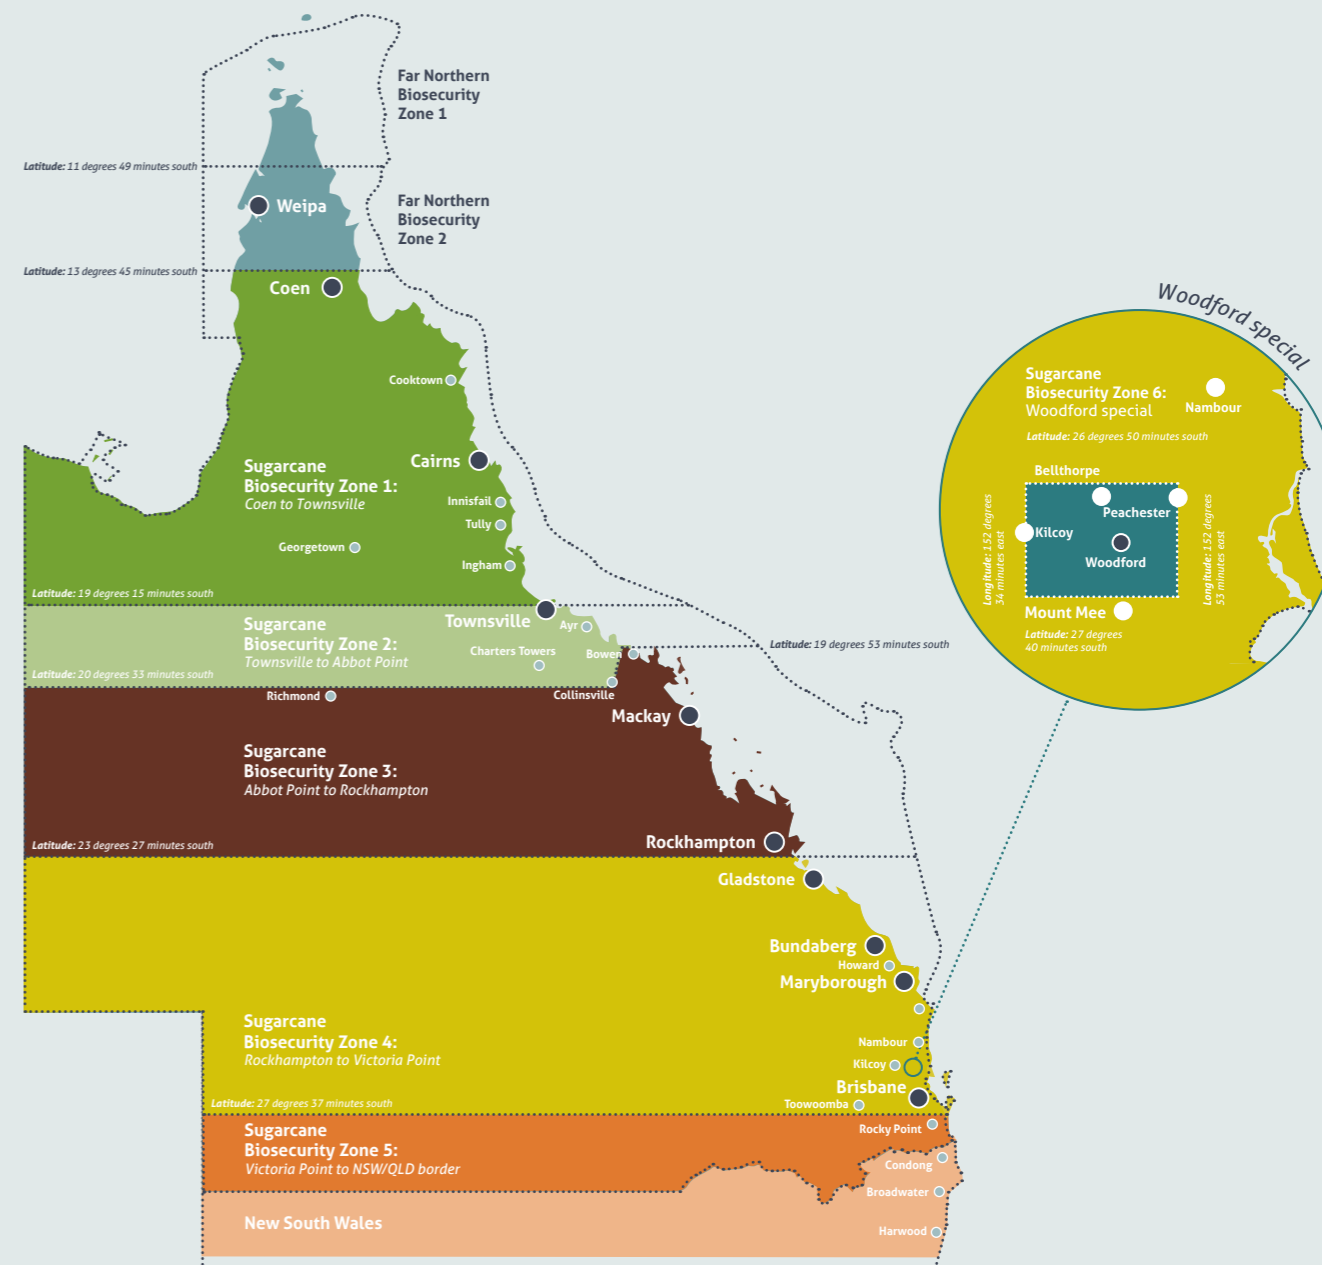 Far Northern
Biosecurity
Zone 1
Latitude: 11 degrees 49 minutes south
Weipa
Far Northern
Biosecurity
Zone 2
Latitude: 13 degrees 45 minutes south
Coen
Cooktown
Cairns
Sugarcane
Biosecurity Zone 1:
Coen to Townsville
Innisfail
Tully
Georgetown
Ingham
Latitude: 19 degrees 15 minutes south
Townsville
Ayr
Sugarcane
Biosecurity Zone 2:
Townsville to Abbot Point
Charters Towers
Bowen
Latitude: 19 degrees 53 minutes south
Latitude: 20 degrees 33 minutes south
Richmond
Collinsville
Mackay
Sugarcane
Biosecurity Zone 3:
Abbot Point to Rockhampton
Rockhampton
Latitude: 23 degrees 27 minutes south
Gladstone
Bundaberg
Howard
Maryborough
Sugarcane
Biosecurity Zone 4:
Rockhampton to Victoria Point
Nambour
Kilcoy
Brisbane
Latitude: 27 degrees 37 minutes south
Toowoomba
Sugarcane
Biosecurity Zone 5:
Victoria Point to NSW/QLD border
Rocky Point
Condong
Broadwater
New South Wales
Harwood
Woodford special
Sugarcane
Biosecurity Zone 6:
Woodford special
Nambour
Latitude: 26 degrees 50 minutes south
Bellthorpe
Peachester
Kilcoy
Woodford
Longitude: 152 degrees
34 minutes east
Longitude: 152 degrees
53 minutes east
Mount Mee
Latitude: 27 degrees
40 minutes south